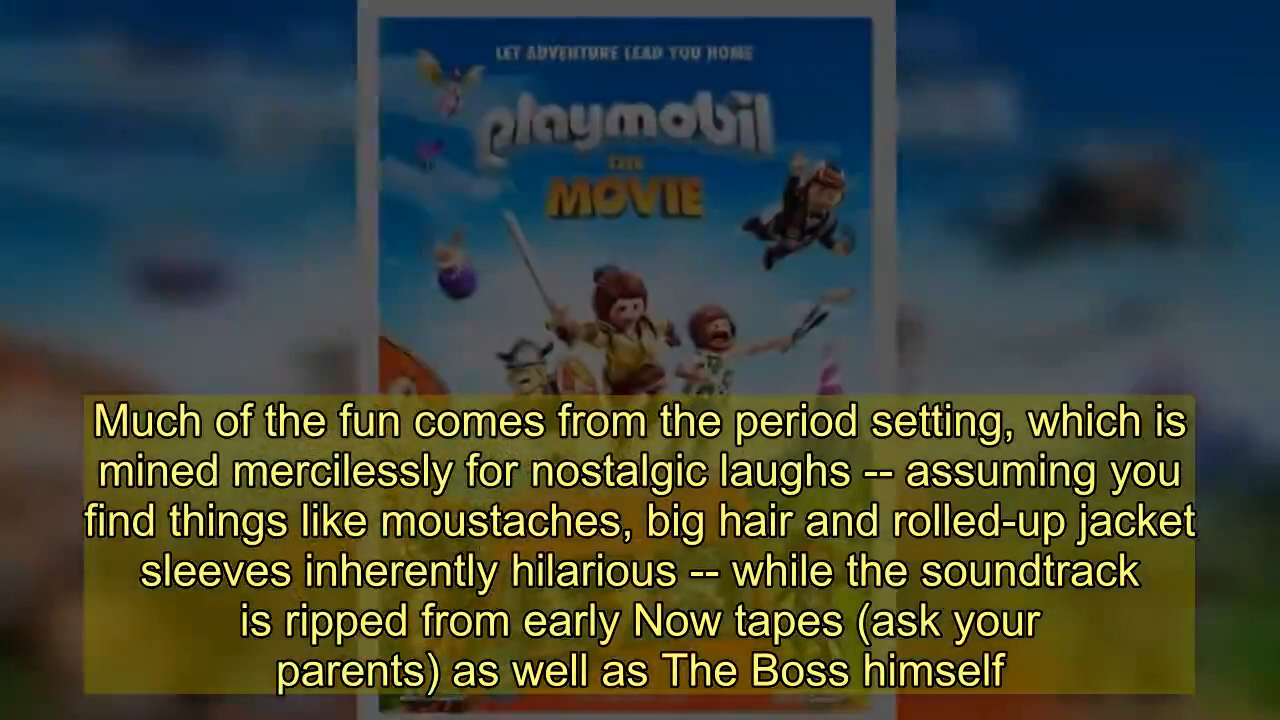 LET ADVENTURE LEAD YOU HOME
playmobil
THE
MOVIE
Much of the fun comes from the period setting, which is
mined mercilessly for nostalgic laughs -- assuming you
find things like moustaches, big hair and rolled-up jacket
sleeves inherently hilarious -- while the soundtrack
is ripped from early Now tapes (ask your
parents) as well as The Boss himself